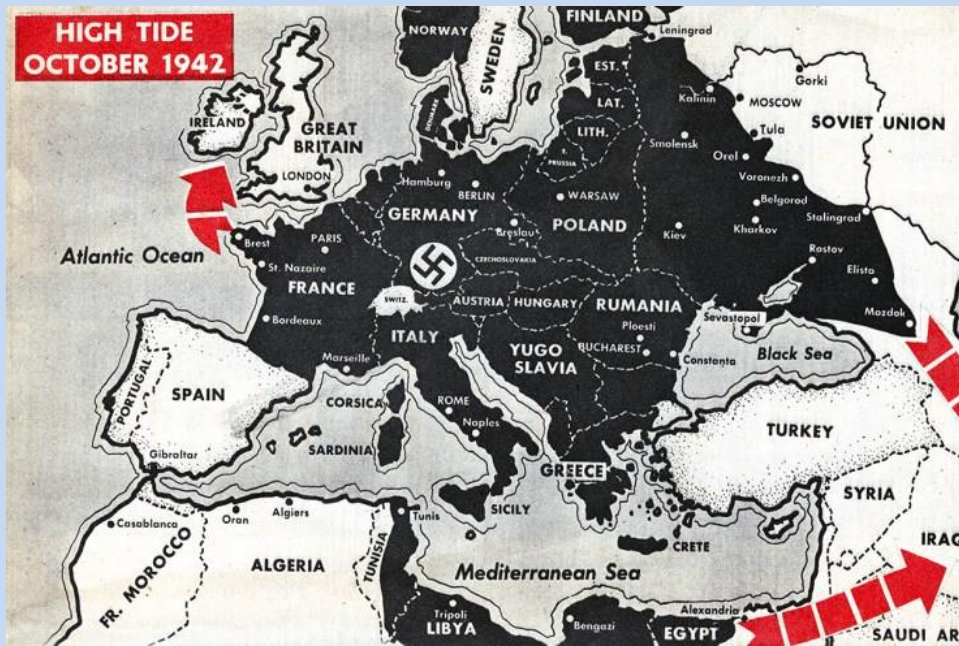 HIGH TIDE
OCTOBER 1942
NORWAY
SWEDEN
FINLAND
Leningrad
EST.
LAT.
LITH.
E.
PRUSSIA
DENMARK
Kalinin
Gorki
MOSCOW
SOVIET UNION
Tula
Smolensk
Orel
Voronezh
Belgorod
Kharkov
Stalingrad
Kiev
Rostov
Elista
Mozdok
IRELAND
GREAT
BRITAIN
LONDON
Hamburg
BERLIN
GERMANY
WARSAW
POLAND
Breslau
CZECHOSLOVAKIA
Atlantic Ocean
Brest
PARIS
St. Nazaire
FRANCE
Bordeaux
Marseille
SWITZ.
AUSTRIA
HUNGARY
RUMANIA
Ploesti
BUCHAREST
Constanta
Sevastopol
Black Sea
ITALY
YUGO
SLAVIA
PORTUGAL
SPAIN
Gibraltar
CORSICA
SARDINIA
ROME
Naples
SICILY
GREECE
CRETE
TURKEY
SYRIA
IRAQ
SAUDI AR
Casablanca
FR. MOROCCO
Oran
Algiers
ALGERIA
TUNISIA
Tunis
Mediterranean Sea
Tripoli
LIBYA
Bengazi
Alexandria
EGYPT